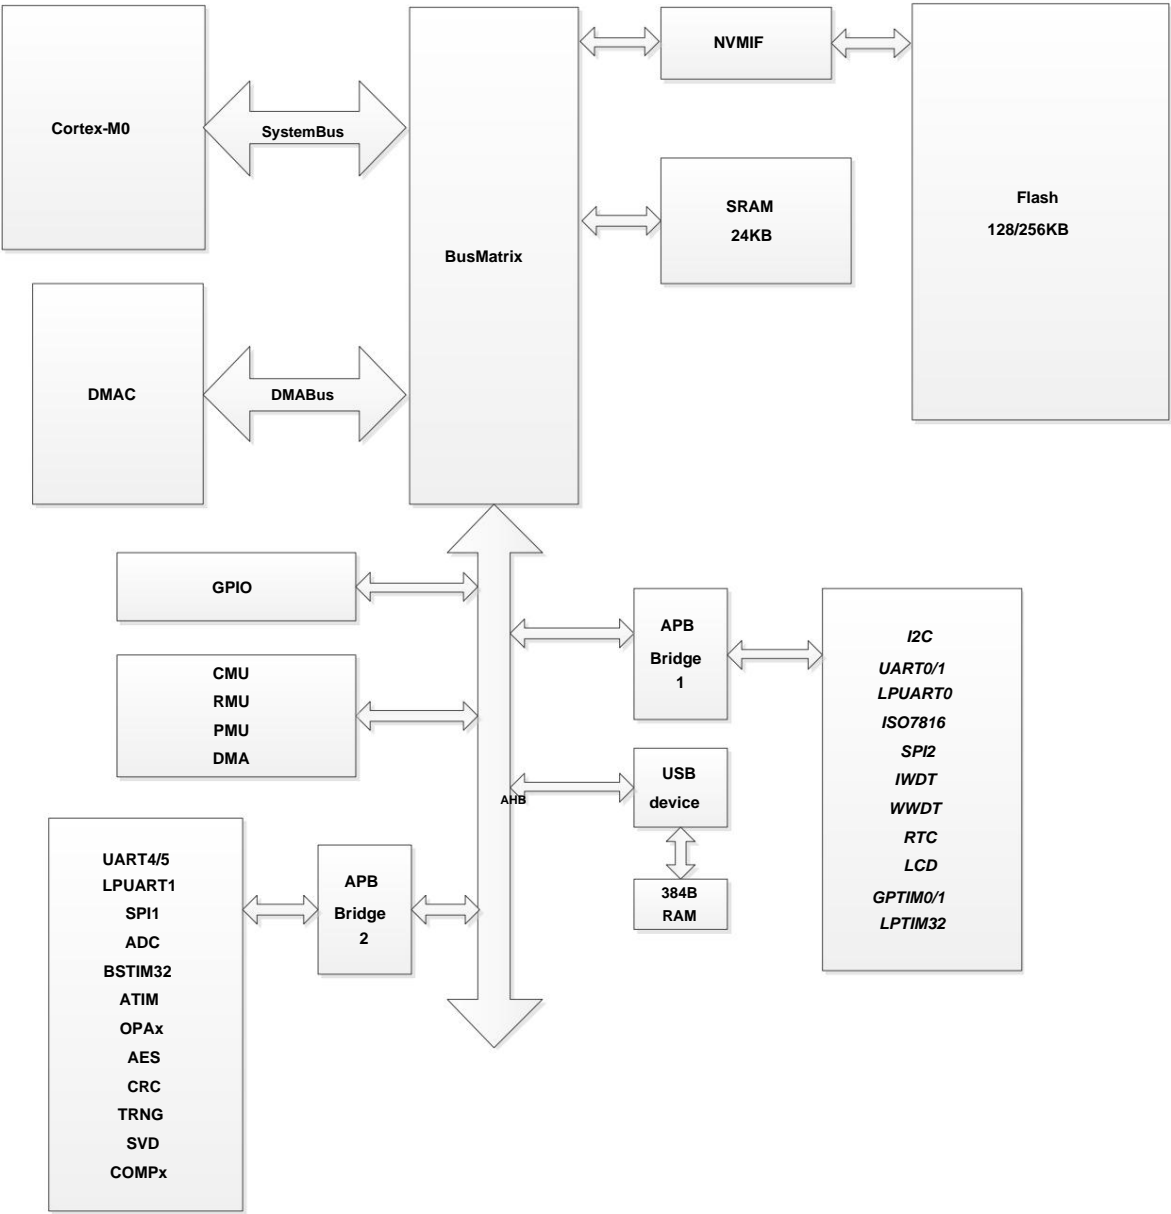 NVMIF
Cortex-M0
SystemBus
Flash
128/256KB
SRAM
24KB
BusMatrix
DMAC
DMABus
GPIO
APB
Bridge
1
I2C
UART0/1
LPUART0
ISO7816
SPI2
IWDT
WWDT
RTC
LCD
GPTIM0/1
LPTIM32
CMU
RMU
PMU
DMA
USB
device
AHB
384B
RAM
UART4/5
LPUART1
SPI1
ADC
BSTIM32
ATIM
OPAx
AES
CRC
TRNG
SVD
COMPx
APB
Bridge
2